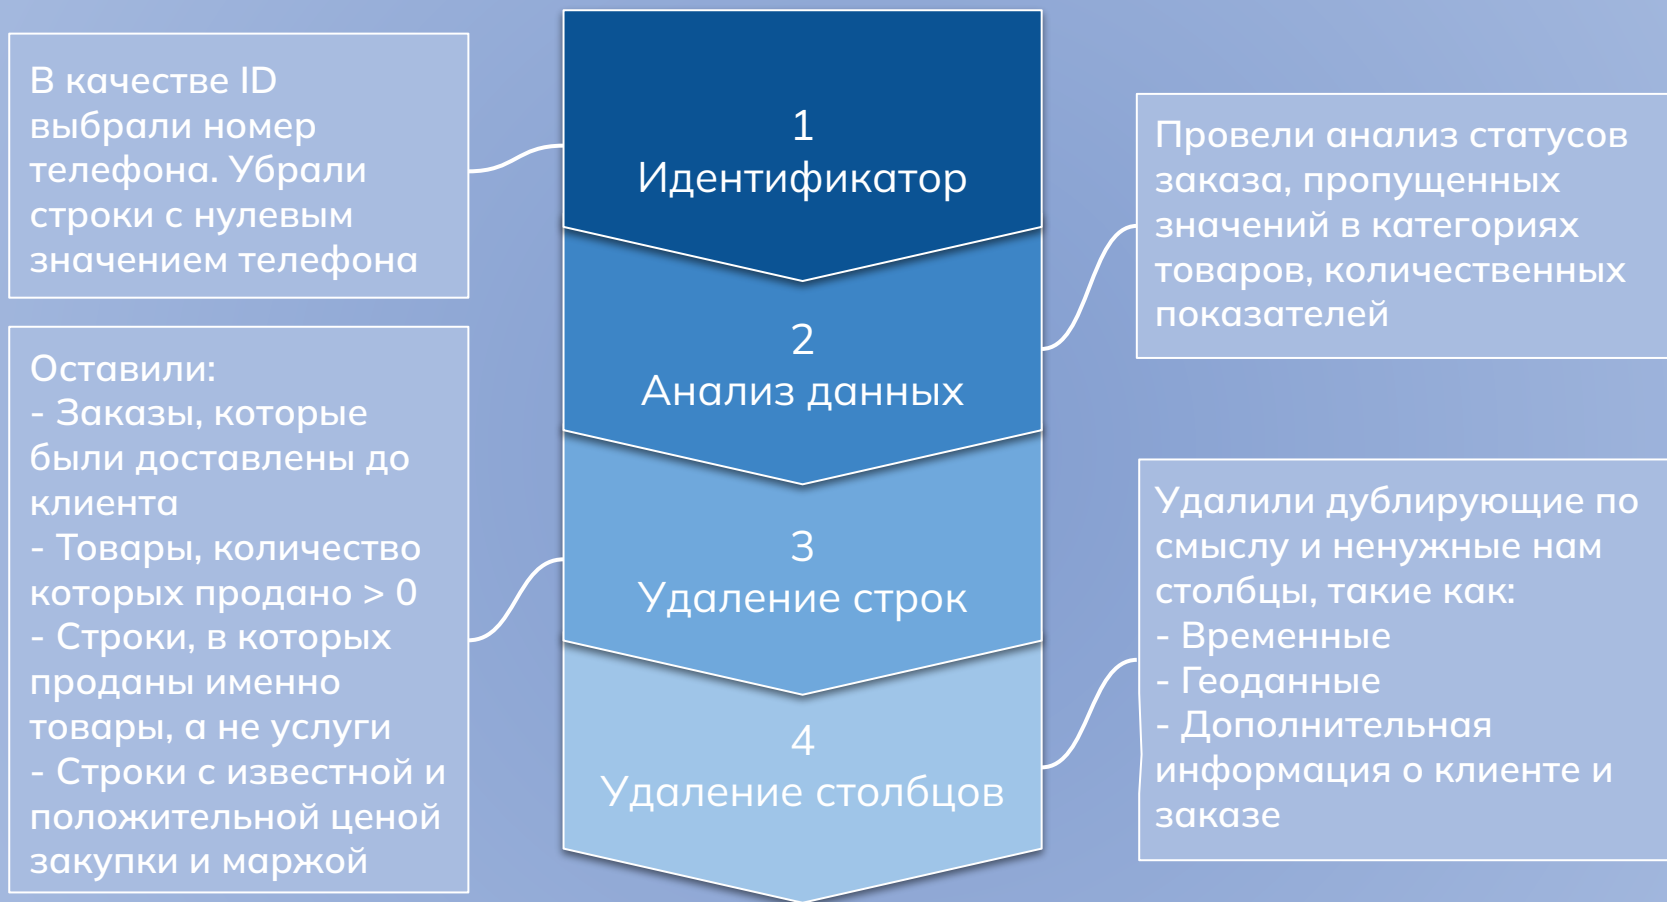 В качестве ID
выбрали номер
телефона. Убрали
строки с нулевым
значением телефона
1
Идентификатор
Провели анализ статусов
заказа, пропущенных
значений в категориях
товаров, количественных
показателей
2
Анализ данных
Оставили:
- Заказы, которые
были доставлены до
клиента
- Товары, количество
которых продано > 0
- Строки, в которых
проданы именно
товары, а не услуги
- Строки с известной и
положительной ценой
закупки и маржой
3
Удаление строк
Удалили дублирующие по
смыслу и ненужные нам
столбцы, такие как:
- Временные
- Геоданные
- Дополнительная
информация о клиенте и
заказе
4
Удаление столбцов